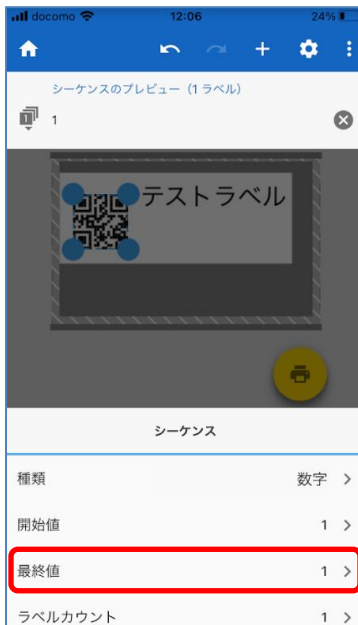 docomo 12:06 24%
シーケンスのプレビュー（1 ラベル）
1 1
テストラベル
シーケンス
種類 数字
開始値 1
最終値 1
ラベルカウント 1